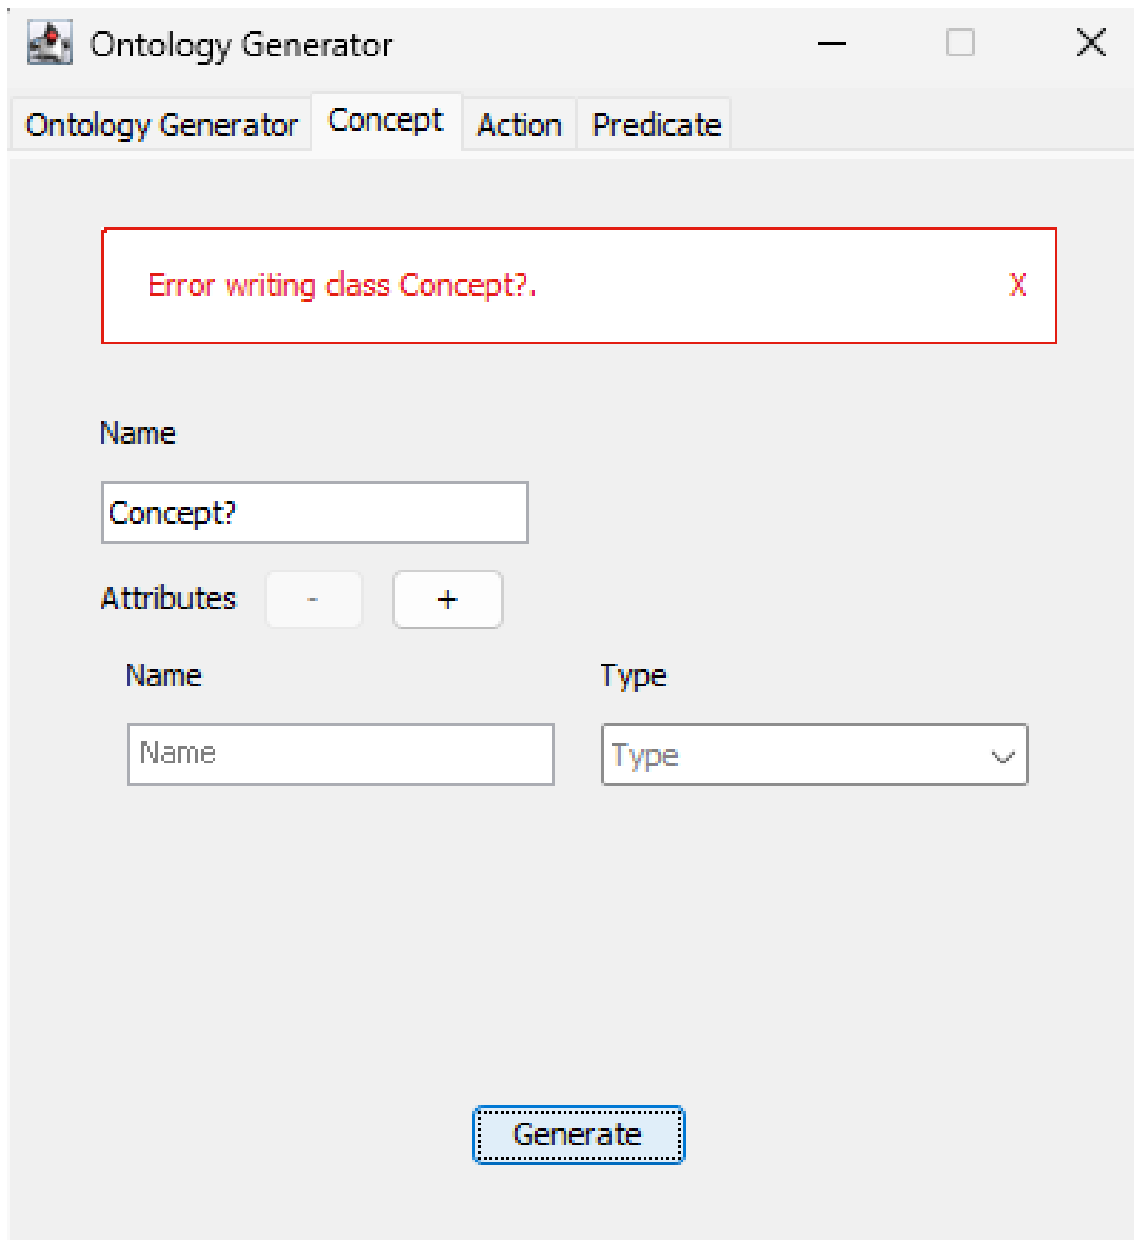 Ontology Generator
Ontology Generator Concept Action Predicate
Error writing class Concept?. X
Name
Concept?
Attributes - +
Name Type
Name Type
Generate